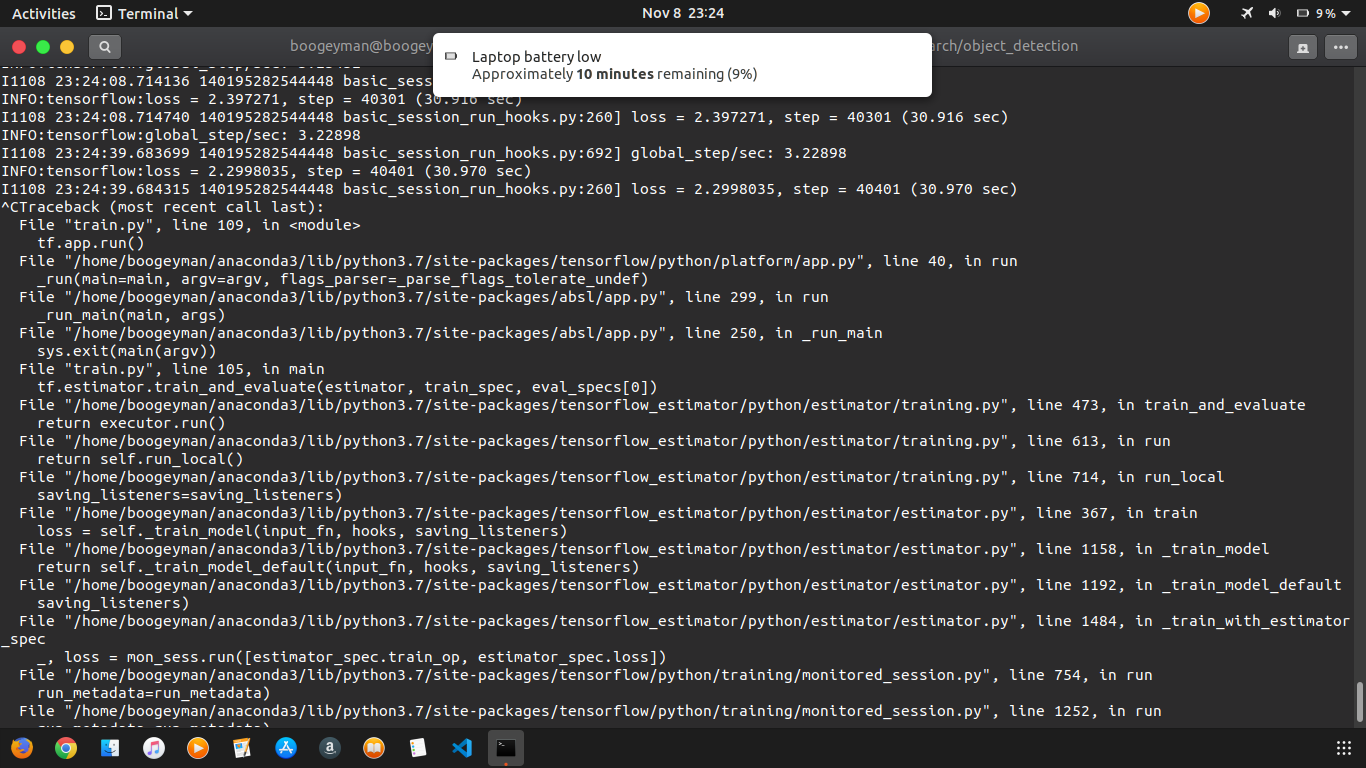 Activities Terminal Nov 8 23:24 9%
boogeyman@boogey arch/object_detection
Laptop battery low
Approximately 10 minutes remaining (9%)
I1108 23:24:08.714136 140195282544448 basic_sess
INFO:tensorflow:loss = 2.397271, step = 40301 (30.916 sec)
I1108 23:24:08.714740 140195282544448 basic_session_run_hooks.py:260] loss = 2.397271, step = 40301 (30.916 sec)
INFO:tensorflow:global_step/sec: 3.22898
I1108 23:24:39.683699 140195282544448 basic_session_run_hooks.py:692] global_step/sec: 3.22898
INFO:tensorflow:loss = 2.2998035, step = 40401 (30.970 sec)
I1108 23:24:39.684315 140195282544448 basic_session_run_hooks.py:260] loss = 2.2998035, step = 40401 (30.970 sec)
^CTraceback (most recent call last):
  File "train.py", line 109, in <module>
    tf.app.run()
  File "/home/boogeyman/anaconda3/lib/python3.7/site-packages/tensorflow/python/platform/app.py", line 40, in run
    _run(main=main, argv=argv, flags_parser=_parse_flags_tolerate_undef)
  File "/home/boogeyman/anaconda3/lib/python3.7/site-packages/absl/app.py", line 299, in run
    _run_main(main, args)
  File "/home/boogeyman/anaconda3/lib/python3.7/site-packages/absl/app.py", line 250, in _run_main
    sys.exit(main(argv))
  File "train.py", line 105, in main
    tf.estimator.train_and_evaluate(estimator, train_spec, eval_specs[0])
  File "/home/boogeyman/anaconda3/lib/python3.7/site-packages/tensorflow_estimator/python/estimator/training.py", line 473, in train_and_evaluate
    return executor.run()
  File "/home/boogeyman/anaconda3/lib/python3.7/site-packages/tensorflow_estimator/python/estimator/training.py", line 613, in run
    return self.run_local()
  File "/home/boogeyman/anaconda3/lib/python3.7/site-packages/tensorflow_estimator/python/estimator/training.py", line 714, in run_local
    saving_listeners=saving_listeners)
  File "/home/boogeyman/anaconda3/lib/python3.7/site-packages/tensorflow_estimator/python/estimator/estimator.py", line 367, in train
    loss = self._train_model(input_fn, hooks, saving_listeners)
  File "/home/boogeyman/anaconda3/lib/python3.7/site-packages/tensorflow_estimator/python/estimator/estimator.py", line 1158, in _train_model
    return self._train_model_default(input_fn, hooks, saving_listeners)
  File "/home/boogeyman/anaconda3/lib/python3.7/site-packages/tensorflow_estimator/python/estimator/estimator.py", line 1192, in _train_model_default
    saving_listeners)
  File "/home/boogeyman/anaconda3/lib/python3.7/site-packages/tensorflow_estimator/python/estimator/estimator.py", line 1484, in _train_with_estimator
_spec
    _, loss = mon_sess.run([estimator_spec.train_op, estimator_spec.loss])
  File "/home/boogeyman/anaconda3/lib/python3.7/site-packages/tensorflow/python/training/monitored_session.py", line 754, in run
    run_metadata=run_metadata)
  File "/home/boogeyman/anaconda3/lib/python3.7/site-packages/tensorflow/python/training/monitored_session.py", line 1252, in run